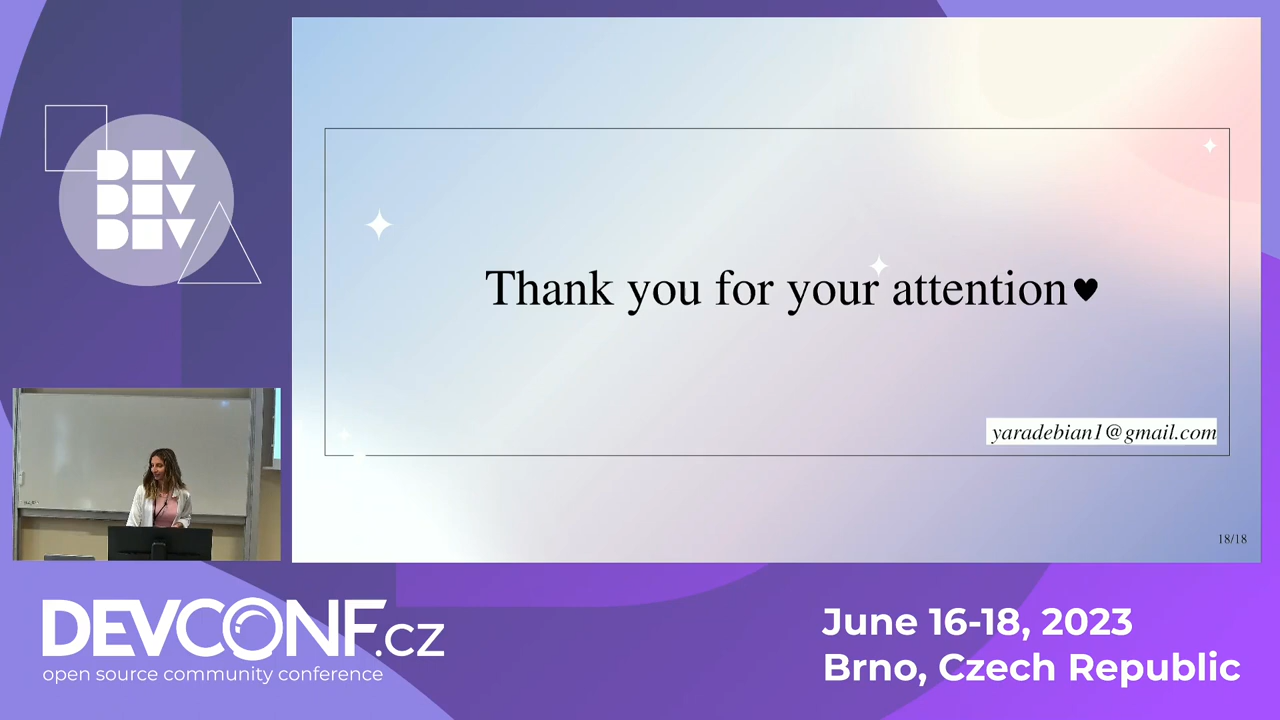 DEV
DEV
DEV
Thank you for your attention♥
yaradebian1@gmail.com
18/18
DEVCONF.cz
open source community conference
June 16-18, 2023
Brno, Czech Republic